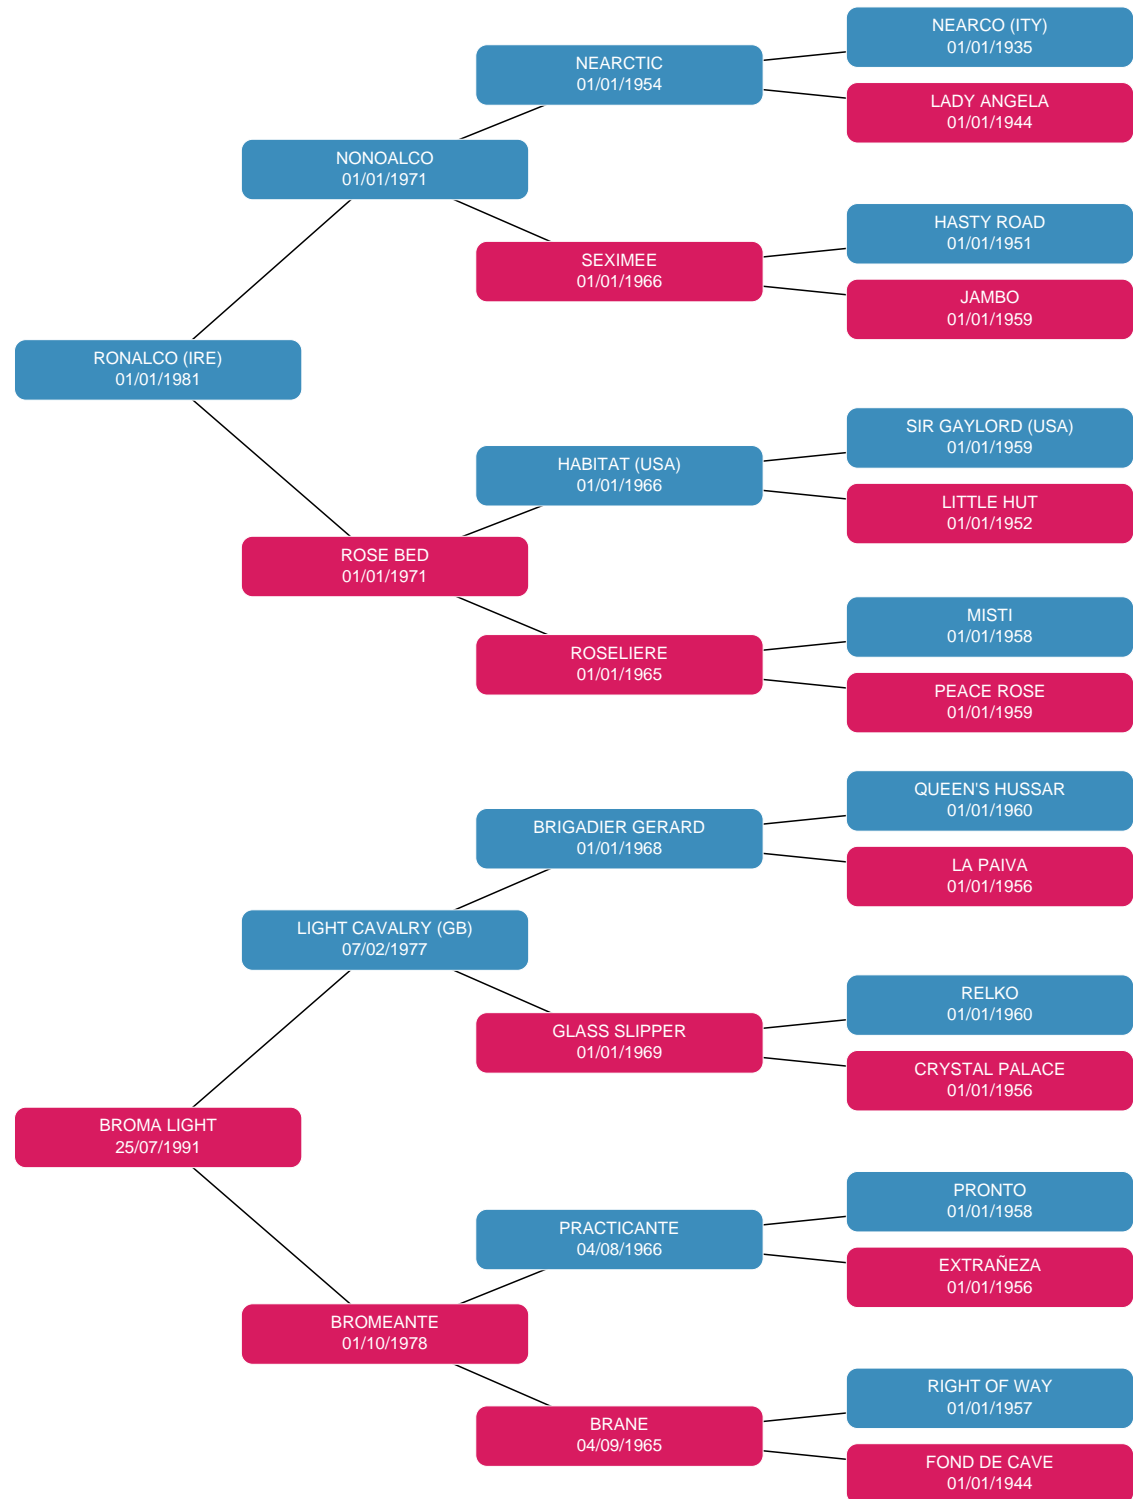 NEARCO (ITY)
01/01/1935
NEARCTIC
01/01/1954
LADY ANGELA
01/01/1944
NONOALCO
01/01/1971
HASTY ROAD
01/01/1951
SEXIMEE
01/01/1966
JAMBO
01/01/1959
RONALCO (IRE)
01/01/1981
SIR GAYLORD (USA)
01/01/1959
HABITAT (USA)
01/01/1966
LITTLE HUT
01/01/1952
ROSE BED
01/01/1971
MISTI
01/01/1958
ROSELIERE
01/01/1965
PEACE ROSE
01/01/1959
QUEEN'S HUSSAR
01/01/1960
BRIGADIER GERARD
01/01/1968
LA PAIVA
01/01/1956
LIGHT CAVALRY (GB)
07/02/1977
RELKO
01/01/1960
GLASS SLIPPER
01/01/1969
CRYSTAL PALACE
01/01/1956
BROMA LIGHT
25/07/1991
PRONTO
01/01/1958
PRACTICANTE
04/08/1966
EXTRAÑEZA
01/01/1956
BROMEANTE
01/10/1978
RIGHT OF WAY
01/01/1957
BRANE
04/09/1965
FOND DE CAVE
01/01/1944